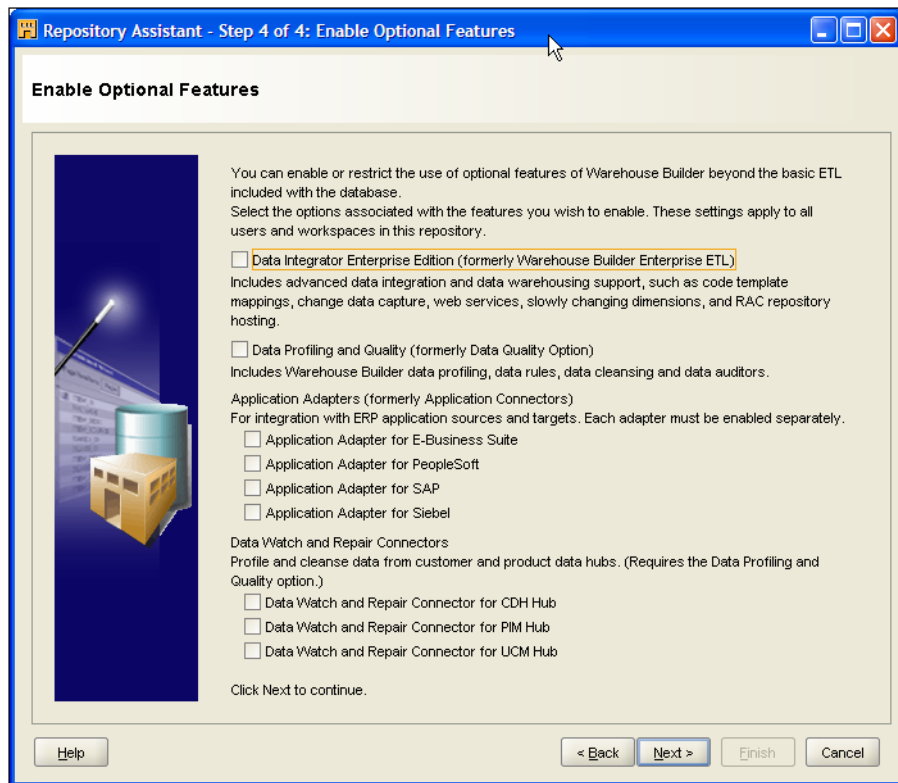 Repository Assistant - Step 4 of 4: Enable Optional Features
Enable Optional Features
You can enable or restrict the use of optional features of Warehouse Builder beyond the basic ETL
included with the database.
Select the options associated with the features you wish to enable. These settings apply to all
users and workspaces in this repository.
Data Integrator Enterprise Edition (formerly Warehouse Builder Enterprise ETL)
Includes advanced data integration and data warehousing support, such as code template
mappings, change data capture, web services, slowly changing dimensions, and RAC repository
hosting.
Data Profiling and Quality (formerly Data Quality Option)
Includes Warehouse Builder data profiling, data rules, data cleansing and data auditors.
Application Adapters (formerly Application Connectors)
For integration with ERP application sources and targets. Each adapter must be enabled separately.
Application Adapter for E-Business Suite
Application Adapter for PeopleSoft
Application Adapter for SAP
Application Adapter for Siebel
Data Watch and Repair Connectors
Profile and cleanse data from customer and product data hubs. (Requires the Data Profiling and
Quality option.)
Data Watch and Repair Connector for CDH Hub
Data Watch and Repair Connector for PIM Hub
Data Watch and Repair Connector for UCM Hub
Click Next to continue.
Help
< Back
Next >
Finish
Cancel